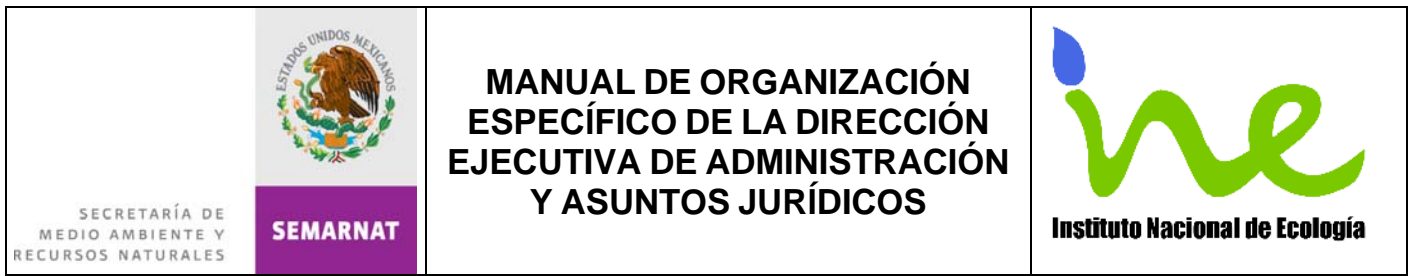 ESTADOS UNIDOS MEXICANOS
SECRETARÍA DE
MEDIO AMBIENTE Y
RECURSOS NATURALES
SEMARNAT
MANUAL DE ORGANIZACIÓN
ESPECÍFICO DE LA DIRECCIÓN
EJECUTIVA DE ADMINISTRACIÓN
Y ASUNTOS JURÍDICOS
ine
Instituto Nacional de Ecología